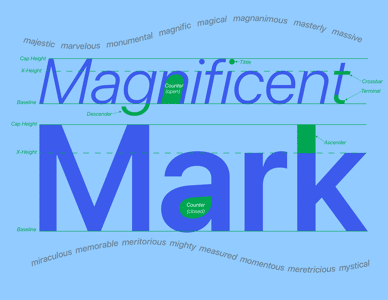 majestic marvelous monumental magnific magical magnanimous masterly massive
Cap Height
Tittle
X-Height
Magnificent
Counter
(open)
Crossbar
Terminal
Baseline
Descender
Cap Height
Mark
Ascender
X-Height
Counter
(closed)
Baseline
miraculous memorable meritorious mighty measured momentous meretricious mystical